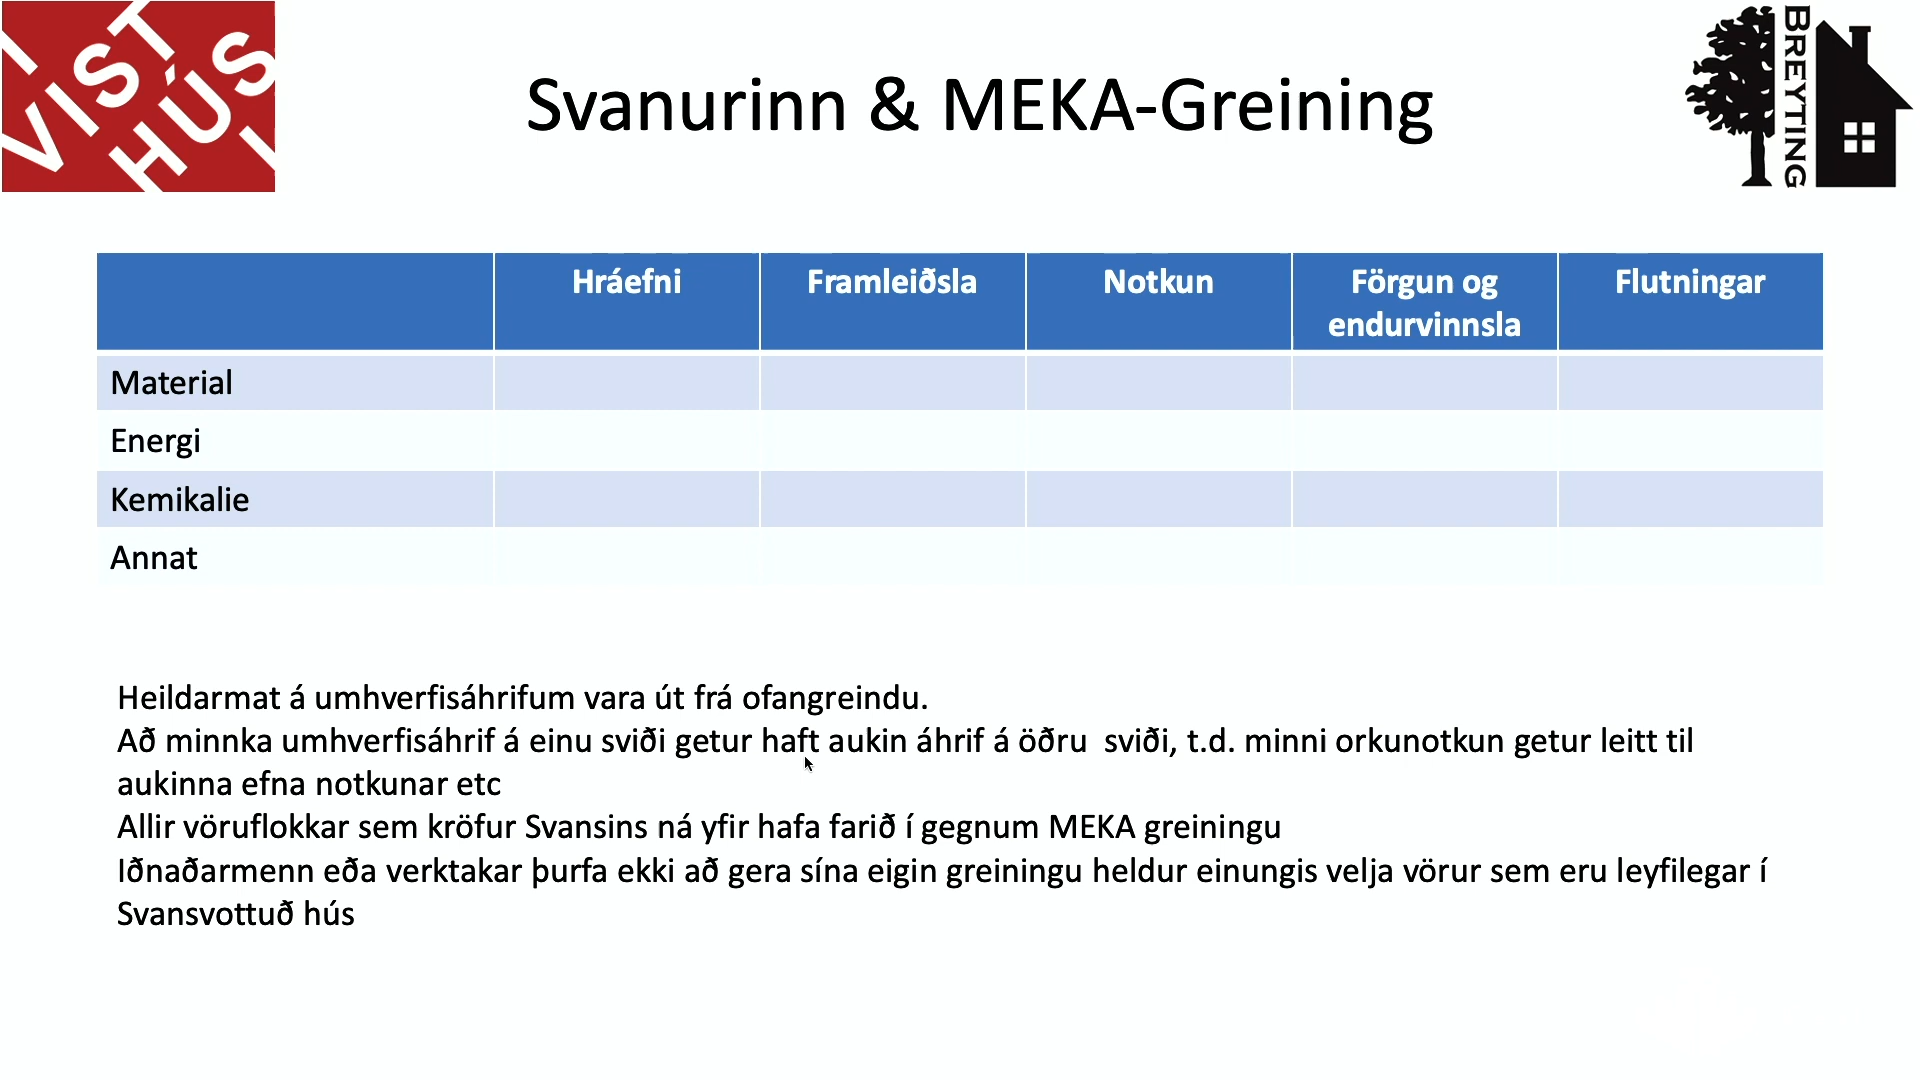 VIST
HÚS
Svanurinn & MEKA-Greining
BREYTING
Hráefni
Framleiðsla
Notkun
Förgun og
endurvinnsla
Flutningar
Material
Energi
Kemikalie
Annat
Heildarmat á umhverfisáhrifum vara út frá ofangreindu.
Að minnka umhverfisáhrif á einu sviði getur haft aukin áhrif á öðru  sviði, t.d. minni orkunotkun getur leitt til
aukinna efna notkunar etc
Allir vöruflokkar sem kröfur Svansins ná yfir hafa farið í gegnum MEKA greiningu
Iðnaðarmenn eða verktakar þurfa ekki að gera sína eigin greiningu heldur einungis velja vörur sem eru leyfilegar í
Svansvottuð hús